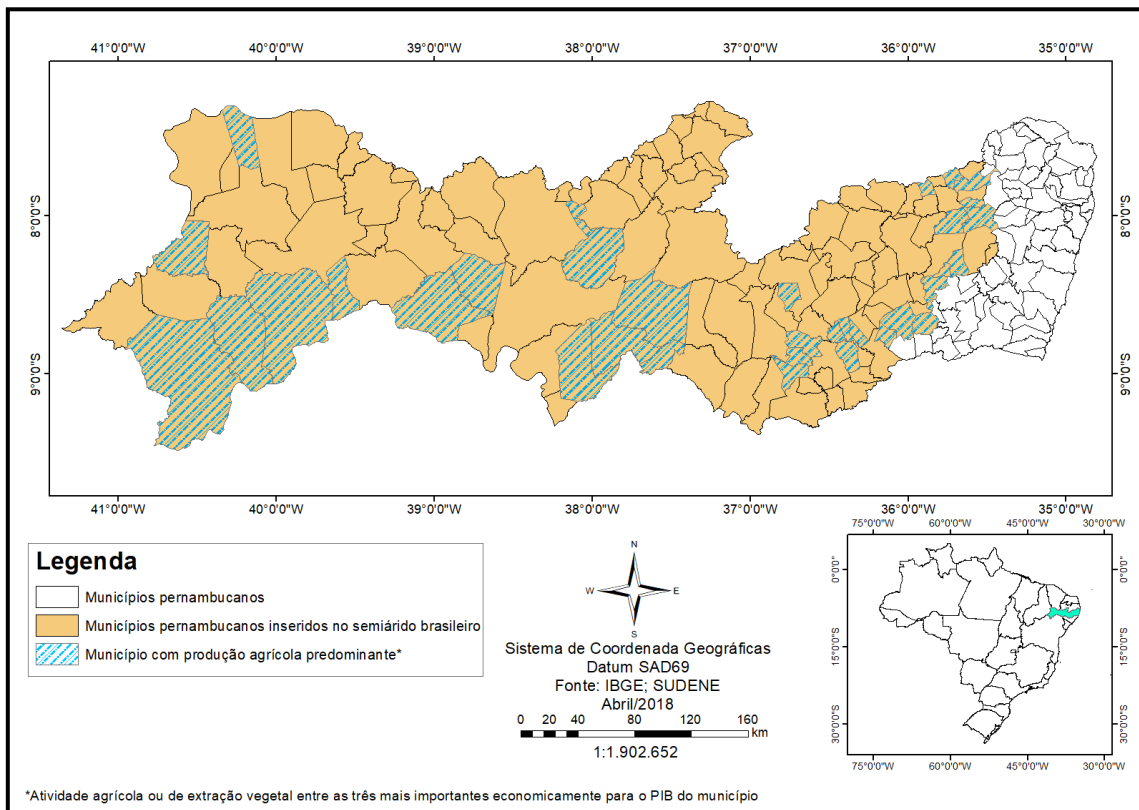 41°0'0"W 40°0'0"W 39°0'0"W 38°0'0"W 37°0'0"W 36°0'0"W 35°0'0"W
8°0'0"S 8°0'0"S
9°0'0"S 9°0'0"S
41°0'0"W 40°0'0"W 39°0'0"W 38°0'0"W 37°0'0"W 36°0'0"W 35°0'0"W
Legenda
Municípios pernambucanos
Municípios pernambucanos inseridos no semiárido brasileiro
Município com produção agrícola predominante*
N
W E
S
Sistema de Coordenada Geográficas
Datum SAD69
Fonte: IBGE; SUDENE
Abril/2018
0 20 40 80 120 160
km
1:1.902.652
75°0'0"W 60°0'0"W 45°0'0"W 30°0'0"W
0°0'0" 0°0'0"
15°0'0"S 15°0'0"S
30°0'0"S 30°0'0"S
75°0'0"W 60°0'0"W 45°0'0"W 30°0'0"W
*Atividade agrícola ou de extração vegetal entre as três mais importantes economicamente para o PIB do município